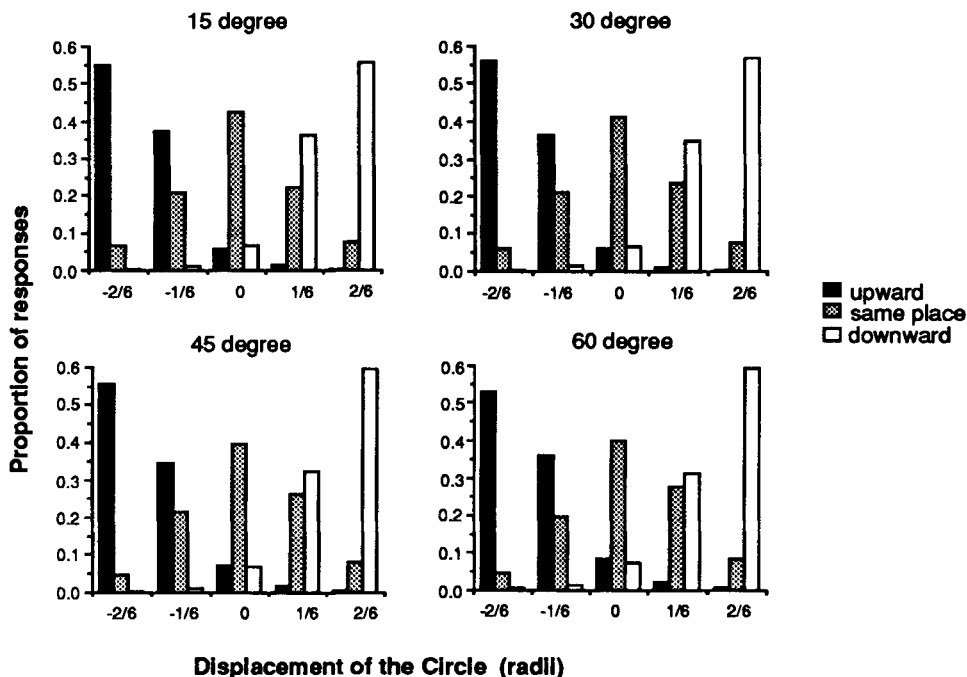 15 degree
0.6
0.5
0.4
0.3
0.2
0.1
0.0
-2/6 -1/6 0 1/6 2/6
30 degree
0.6
0.5
0.4
0.3
0.2
0.1
0.0
-2/6 -1/6 0 1/6 2/6
45 degree
0.6
0.5
0.4
0.3
0.2
0.1
0.0
-2/6 -1/6 0 1/6 2/6
60 degree
0.6
0.5
0.4
0.3
0.2
0.1
0.0
-2/6 -1/6 0 1/6 2/6
upward
same place
downward
Proportion of responses
Displacement of the Circle (radii)